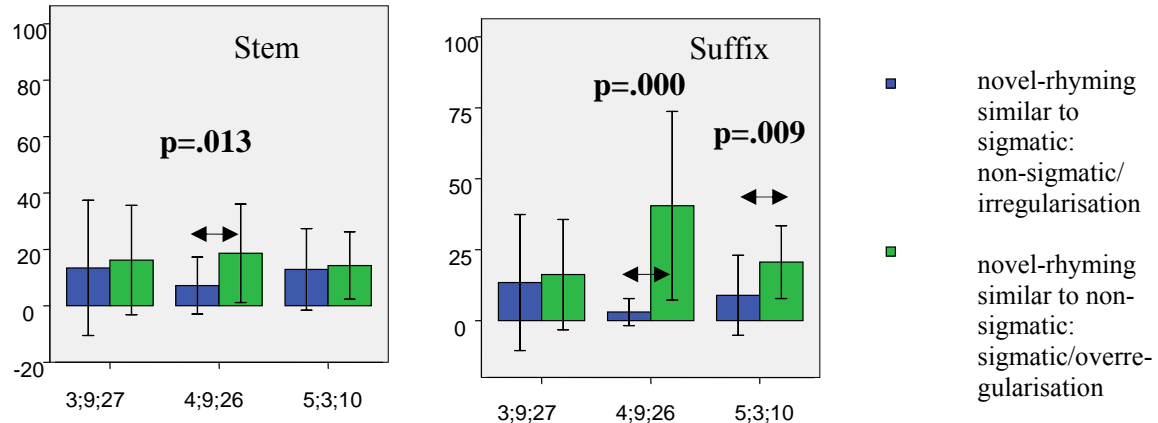 100
80
60
40
20
0
-20
Stem
p=.013
3;9;27 4;9;26 5;3;10
100
75
50
25
0
Suffix
p=.000
p=.009
3;9;27 4;9;26 5;3;10
novel-rhyming
similar to
sigmatic:
non-sigmatic/
irregularisation
novel-rhyming
similar to non-
sigmatic:
sigmatic/overre-
gularisation